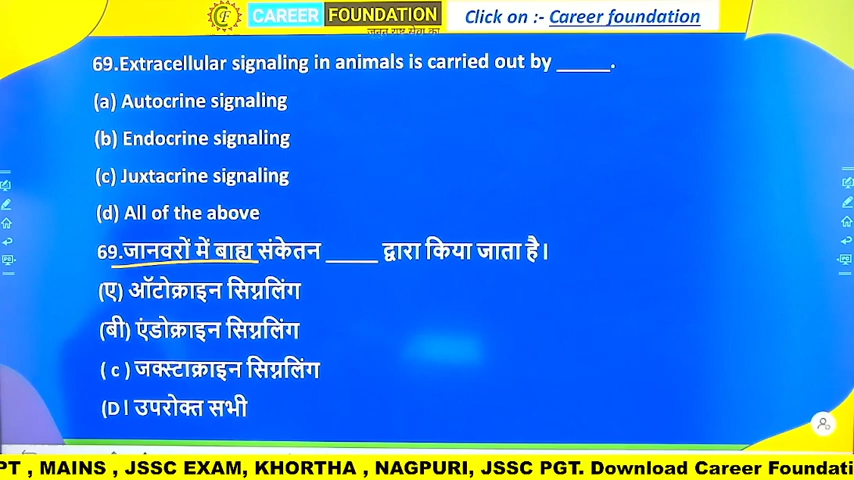 CAREER FOUNDATION
जनन राष्ट्र सेवा का
Click on :- Career foundation
69.Extracellular signaling in animals is carried out by _____.
(a) Autocrine signaling
(b) Endocrine signaling
(c) Juxtacrine signaling
(d) All of the above
69.जानवरों में बाह्य संकेतन _____ द्वारा किया जाता है।
(ए) ऑटोक्राइन सिग्नलिंग
(बी) एंडोक्राइन सिग्नलिंग
( c ) जक्स्टाक्राइन सिग्नलिंग
(D। उपरोक्त सभी
PT , MAINS , JSSC EXAM, KHORTHA , NAGPURI, JSSC PGT. Download Career Foundati